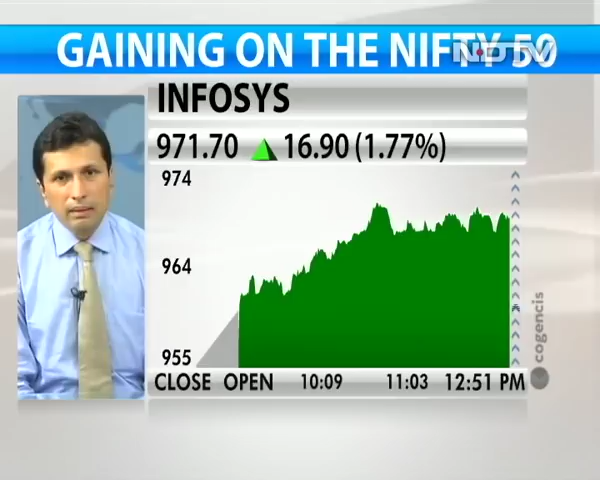 GAINING ON THE NIFTY 50
NDTV
INFOSYS
971.70 16.90 (1.77%)
974
964
955
CLOSE OPEN 10:09 11:03 12:51 PM
cogencis